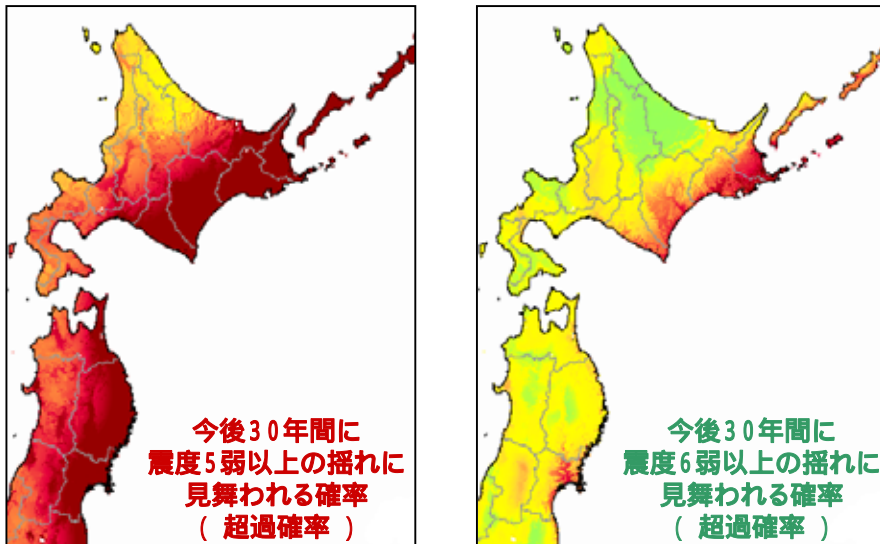 今後30年間に
震度5弱以上の揺れに
見舞われる確率
( 超過確率 )
今後30年間に
震度6弱以上の揺れに
見舞われる確率
( 超過確率 )